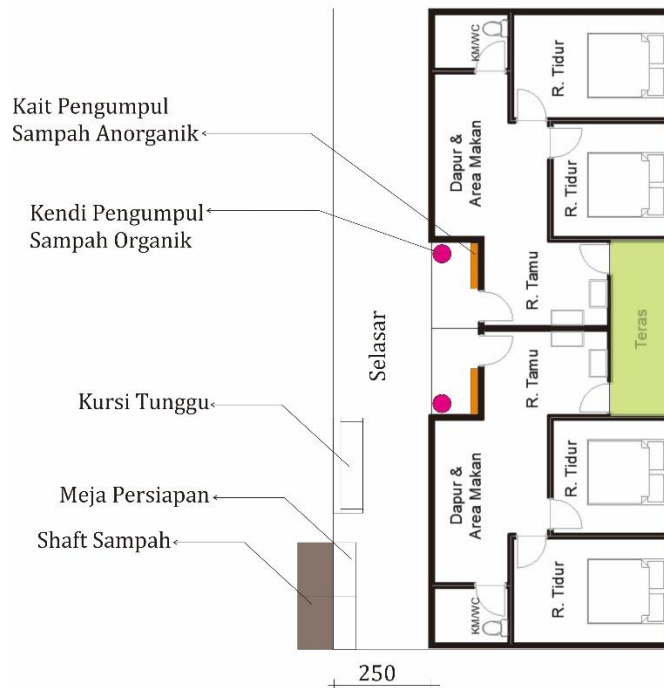 KM/WC
R. Tidur
Kait Pengumpul
Sampah Anorganik
Dapur &
Area Makan
R. Tidur
Kendi Pengumpul
Sampah Organik
R. Tamu
Teras
Selasar
R. Tamu
Kursi Tunggu
Dapur &
Area Makan
R. Tidur
Meja Persiapan
Shaft Sampah
R. Tidur
KM/WC
250